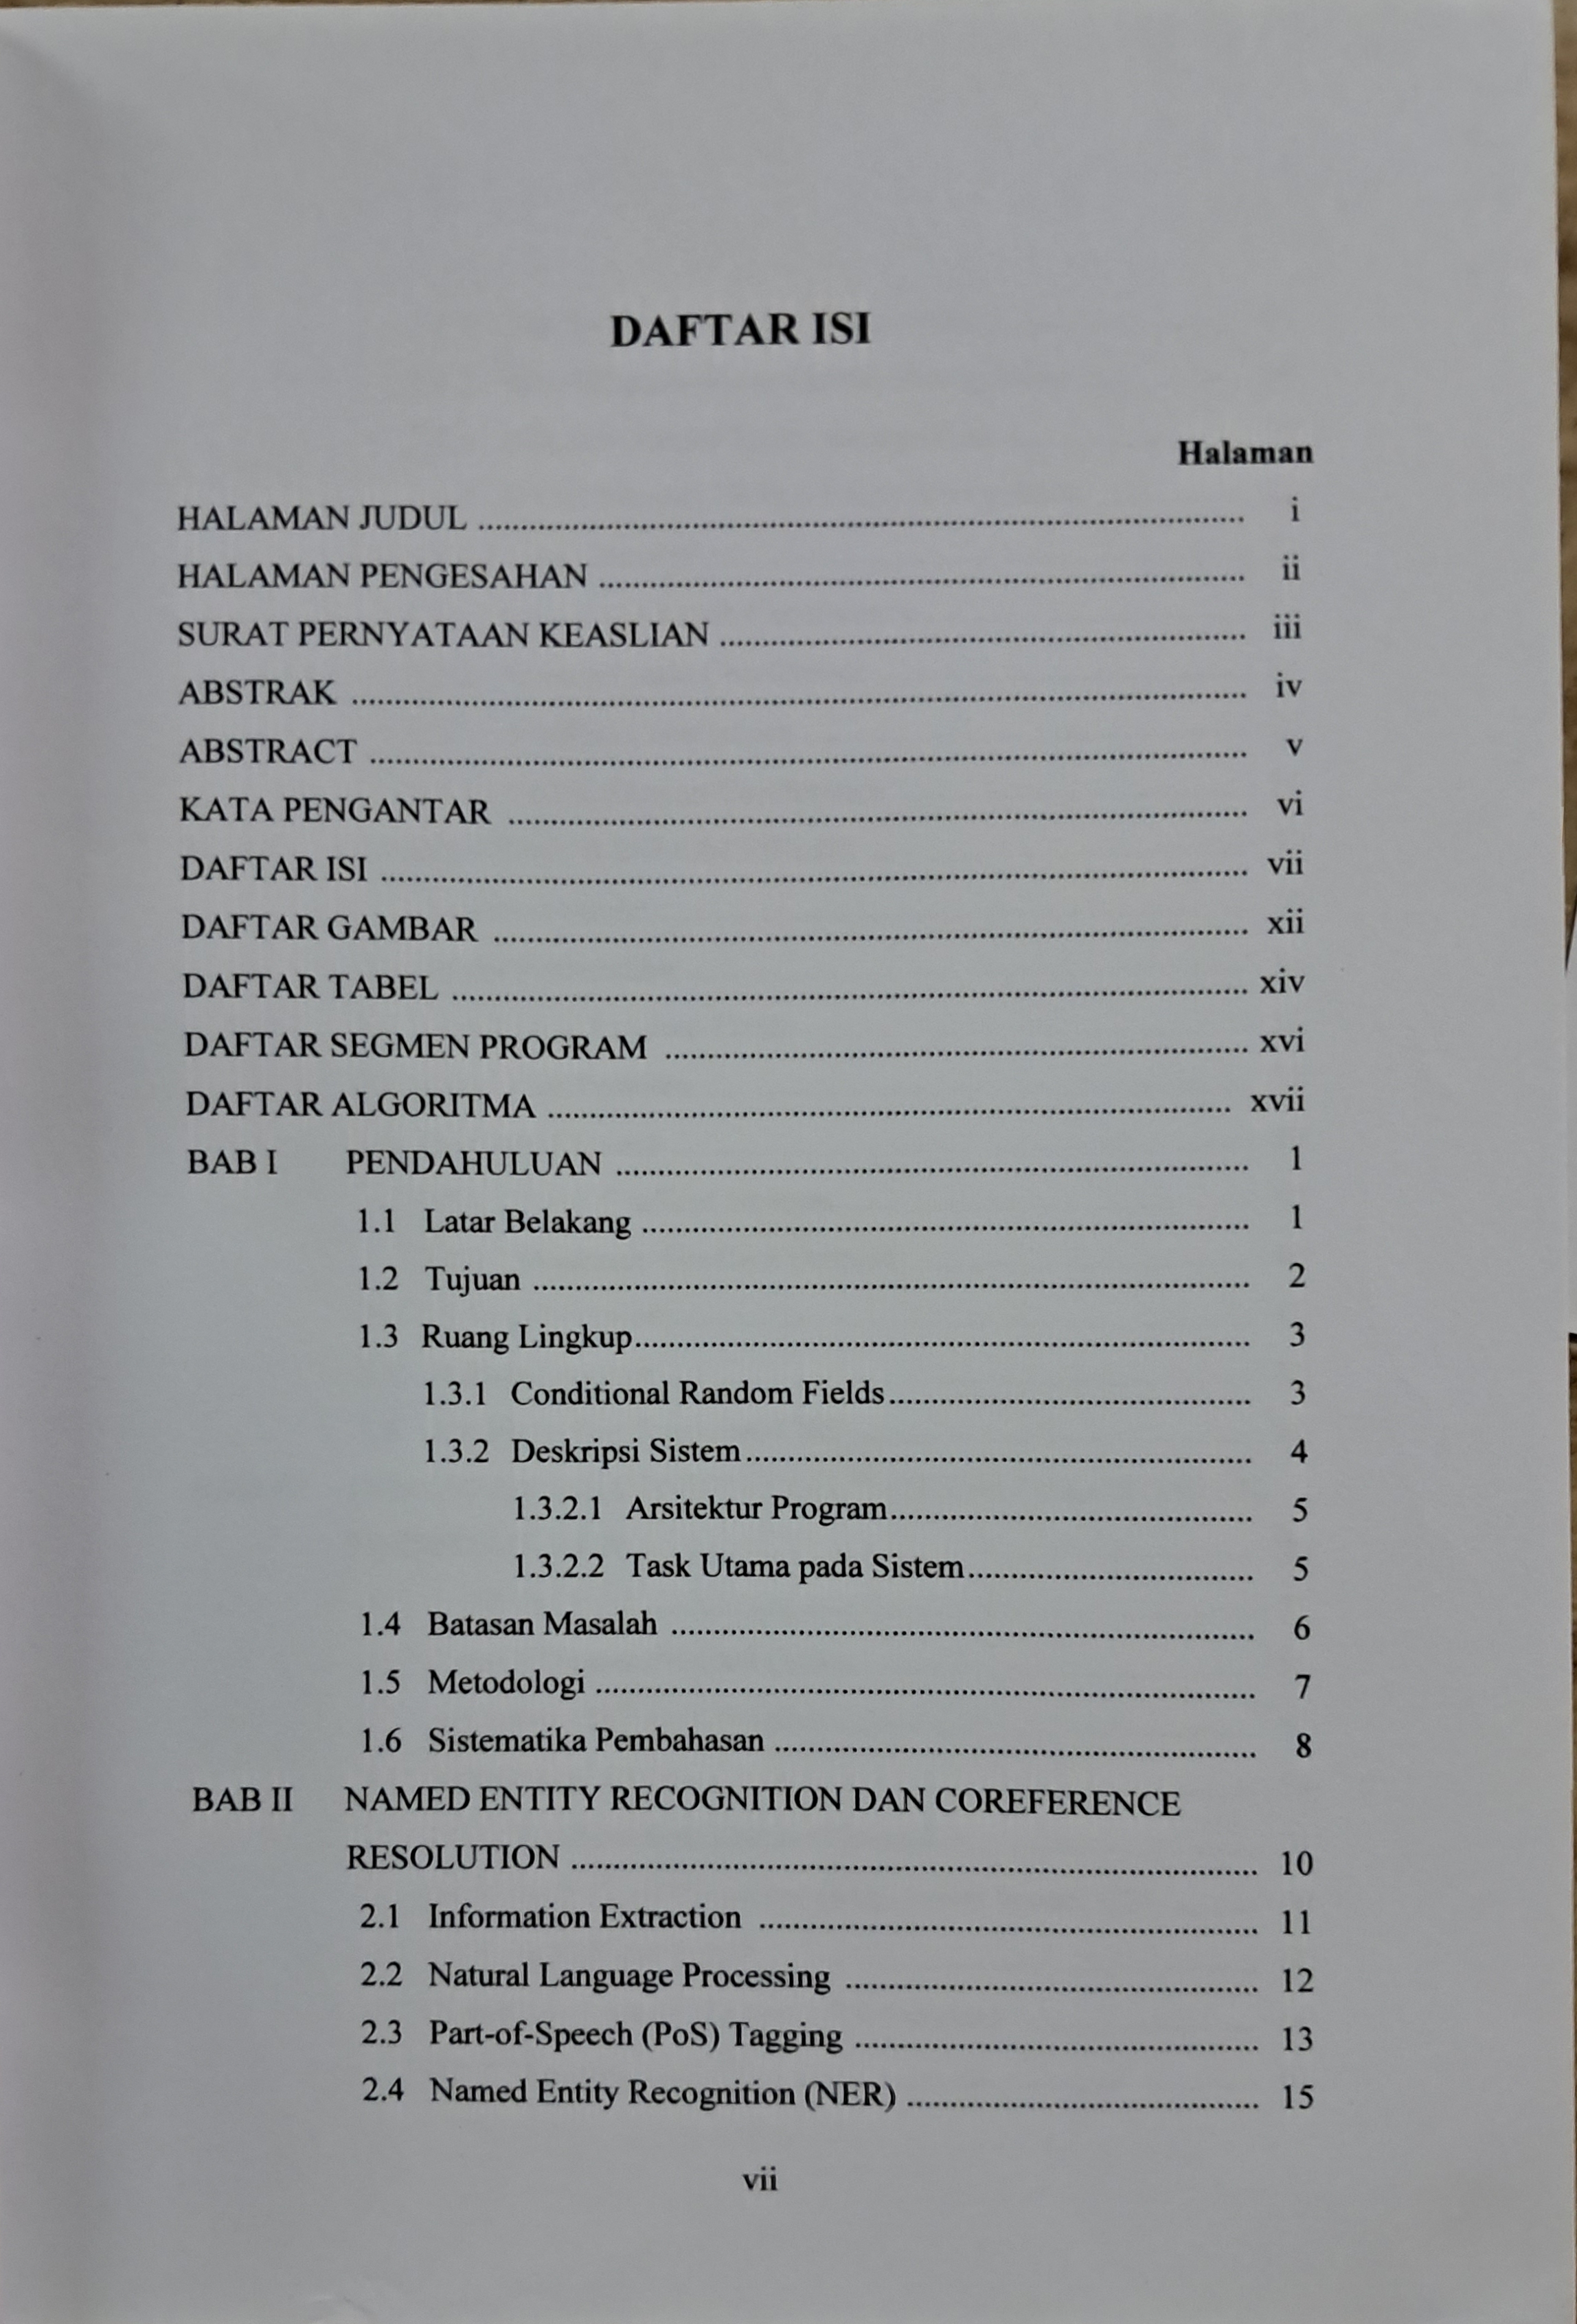 DAFTAR ISI
Halaman
HALAMAN JUDUL ........................................ i
HALAMAN PENGESAHAN ........................................ ii
SURAT PERNYATAAN KEASLIAN ........................................ iii
ABSTRAK ........................................ iv
ABSTRACT ........................................ v
KATA PENGANTAR ........................................ vi
DAFTAR ISI ........................................ vii
DAFTAR GAMBAR ........................................ xii
DAFTAR TABEL ........................................ xiv
DAFTAR SEGMEN PROGRAM ........................................ xvi
DAFTAR ALGORITMA ........................................ xvii
BAB I PENDAHULUAN ........................................ 1
1.1 Latar Belakang ........................................ 1
1.2 Tujuan ........................................ 2
1.3 Ruang Lingkup........................................ 3
1.3.1 Conditional Random Fields........................................ 3
1.3.2 Deskripsi Sistem........................................ 4
1.3.2.1 Arsitektur Program........................................ 5
1.3.2.2 Task Utama pada Sistem........................................ 5
1.4 Batasan Masalah ........................................ 6
1.5 Metodologi ........................................ 7
1.6 Sistematika Pembahasan ........................................ 8
BAB II NAMED ENTITY RECOGNITION DAN COREFERENCE
RESOLUTION ........................................ 10
2.1 Information Extraction ........................................ 11
2.2 Natural Language Processing ........................................ 12
2.3 Part-of-Speech (PoS) Tagging ........................................ 13
2.4 Named Entity Recognition (NER) ........................................ 15
vii